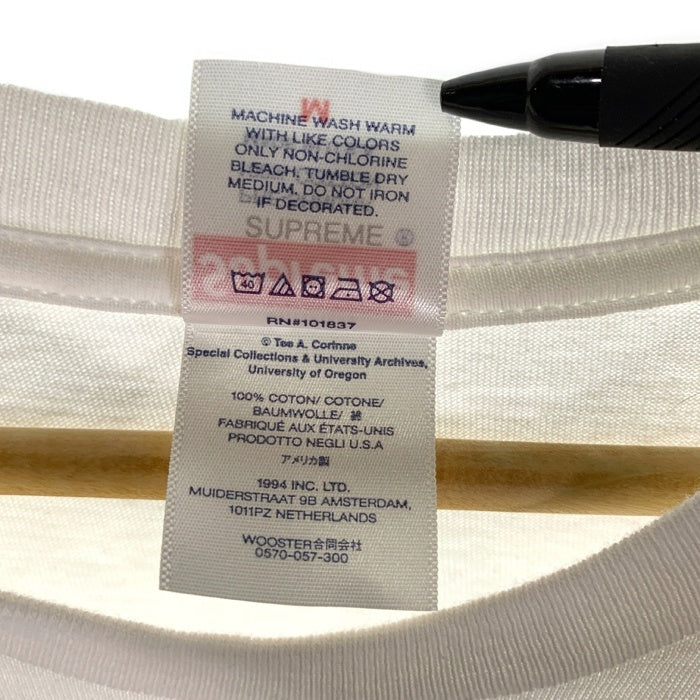 MACHINE WASH WARM
WITH LIKE COLORS
ONLY NON-CHLORINE
BLEACH. TUMBLE DRY
MEDIUM, DO NOT IRON
IF DECORATED.
SUPREME ®
40
RN#101837
© Tee A. Corinne
Special Collections & University Archives,
University of Oregon
100% COTTON/ COTONE/
BAUMWOLLE/ 綿
FABRIQUÉ AUX ÉTATS-UNIS
PRODOTTO NEGLI U.S.A
アメリカ製
1994 INC. LTD.
MUIDERSTRAAT 9B AMSTERDAM,
1011PZ NETHERLANDS
WOOSTER合同会社
0570-057-300